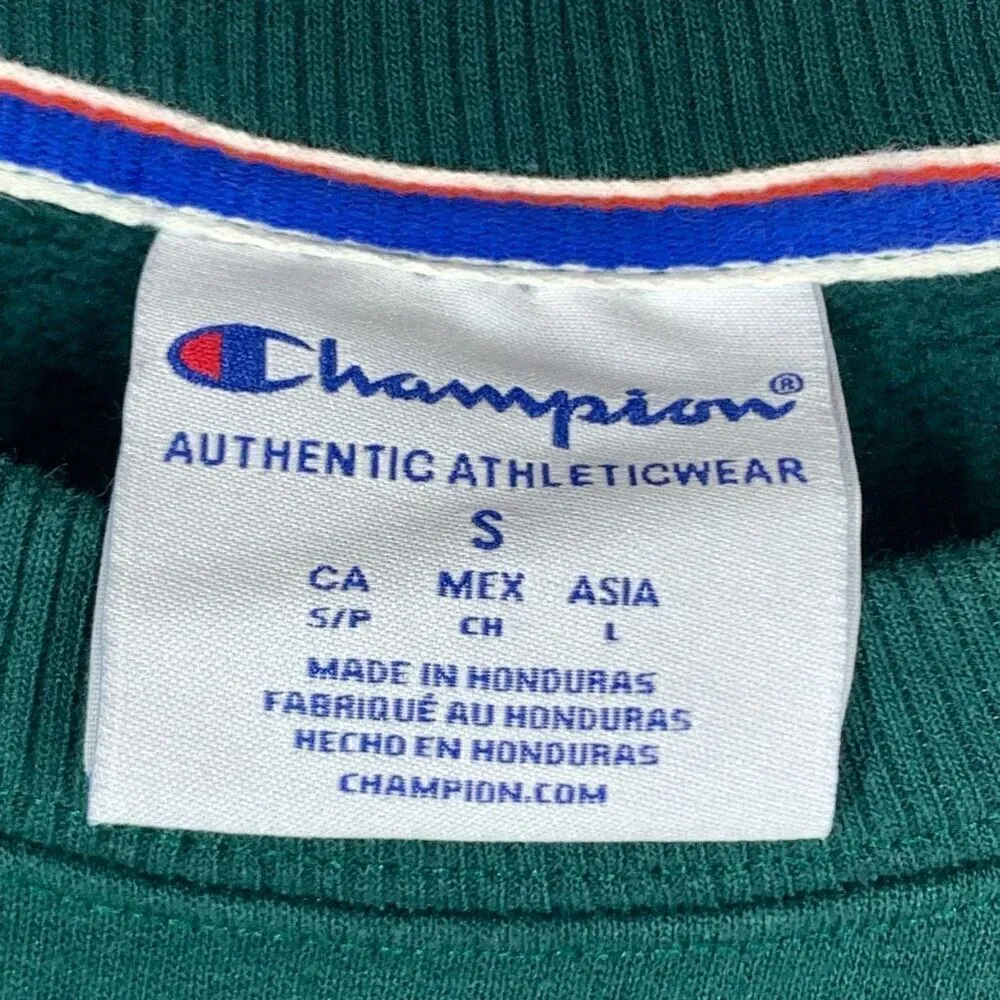 Champion®
AUTHENTIC ATHLETICWEAR
S
CA MEX ASIA
S/P CH L
MADE IN HONDURAS
FABRIQUÉ AU HONDURAS
HECHO EN HONDURAS
CHAMPION.COM